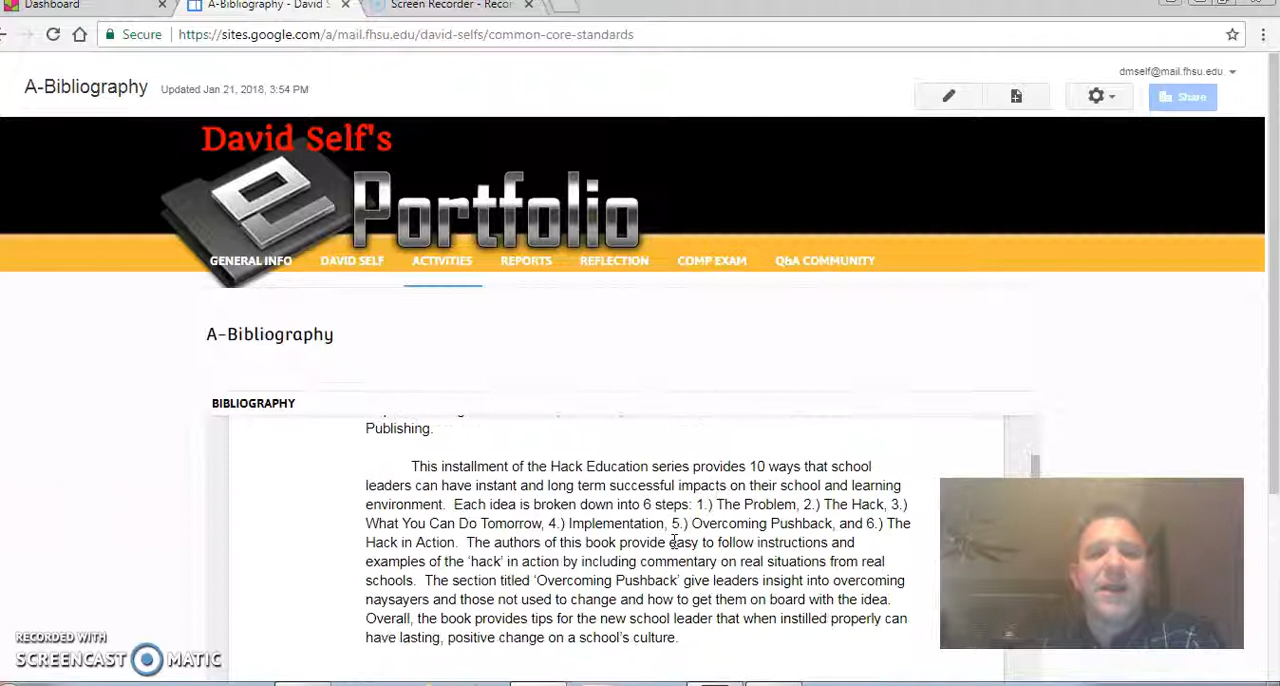 Dashboard
A-Bibliography - David S
Screen Recorder - Recor
Secure
https://sites.google.com/a/mail.fhsu.edu/david-selfs/common-core-standards
dmself@mail.fhsu.edu
A-Bibliography
Updated Jan 21, 2018, 3:54 PM
Share
David Self's
e
Portfolio
GENERAL INFO
DAVID SELF
ACTIVITIES
REPORTS
REFLECTION
COMP EXAM
Q&A COMMUNITY
A-Bibliography
BIBLIOGRAPHY
Publishing.
This installment of the Hack Education series provides 10 ways that school
leaders can have instant and long term successful impacts on their school and learning
environment. Each idea is broken down into 6 steps: 1.) The Problem, 2.) The Hack, 3.)
What You Can Do Tomorrow, 4.) Implementation, 5.) Overcoming Pushback, and 6.) The
Hack in Action. The authors of this book provide easy to follow instructions and
examples of the ‘hack’ in action by including commentary on real situations from real
schools. The section titled ‘Overcoming Pushback’ give leaders insight into overcoming
naysayers and those not used to change and how to get them on board with the idea.
Overall, the book provides tips for the new school leader that when instilled properly can
have lasting, positive change on a school’s culture.
RECORDED WITH
SCREENCAST MATIC